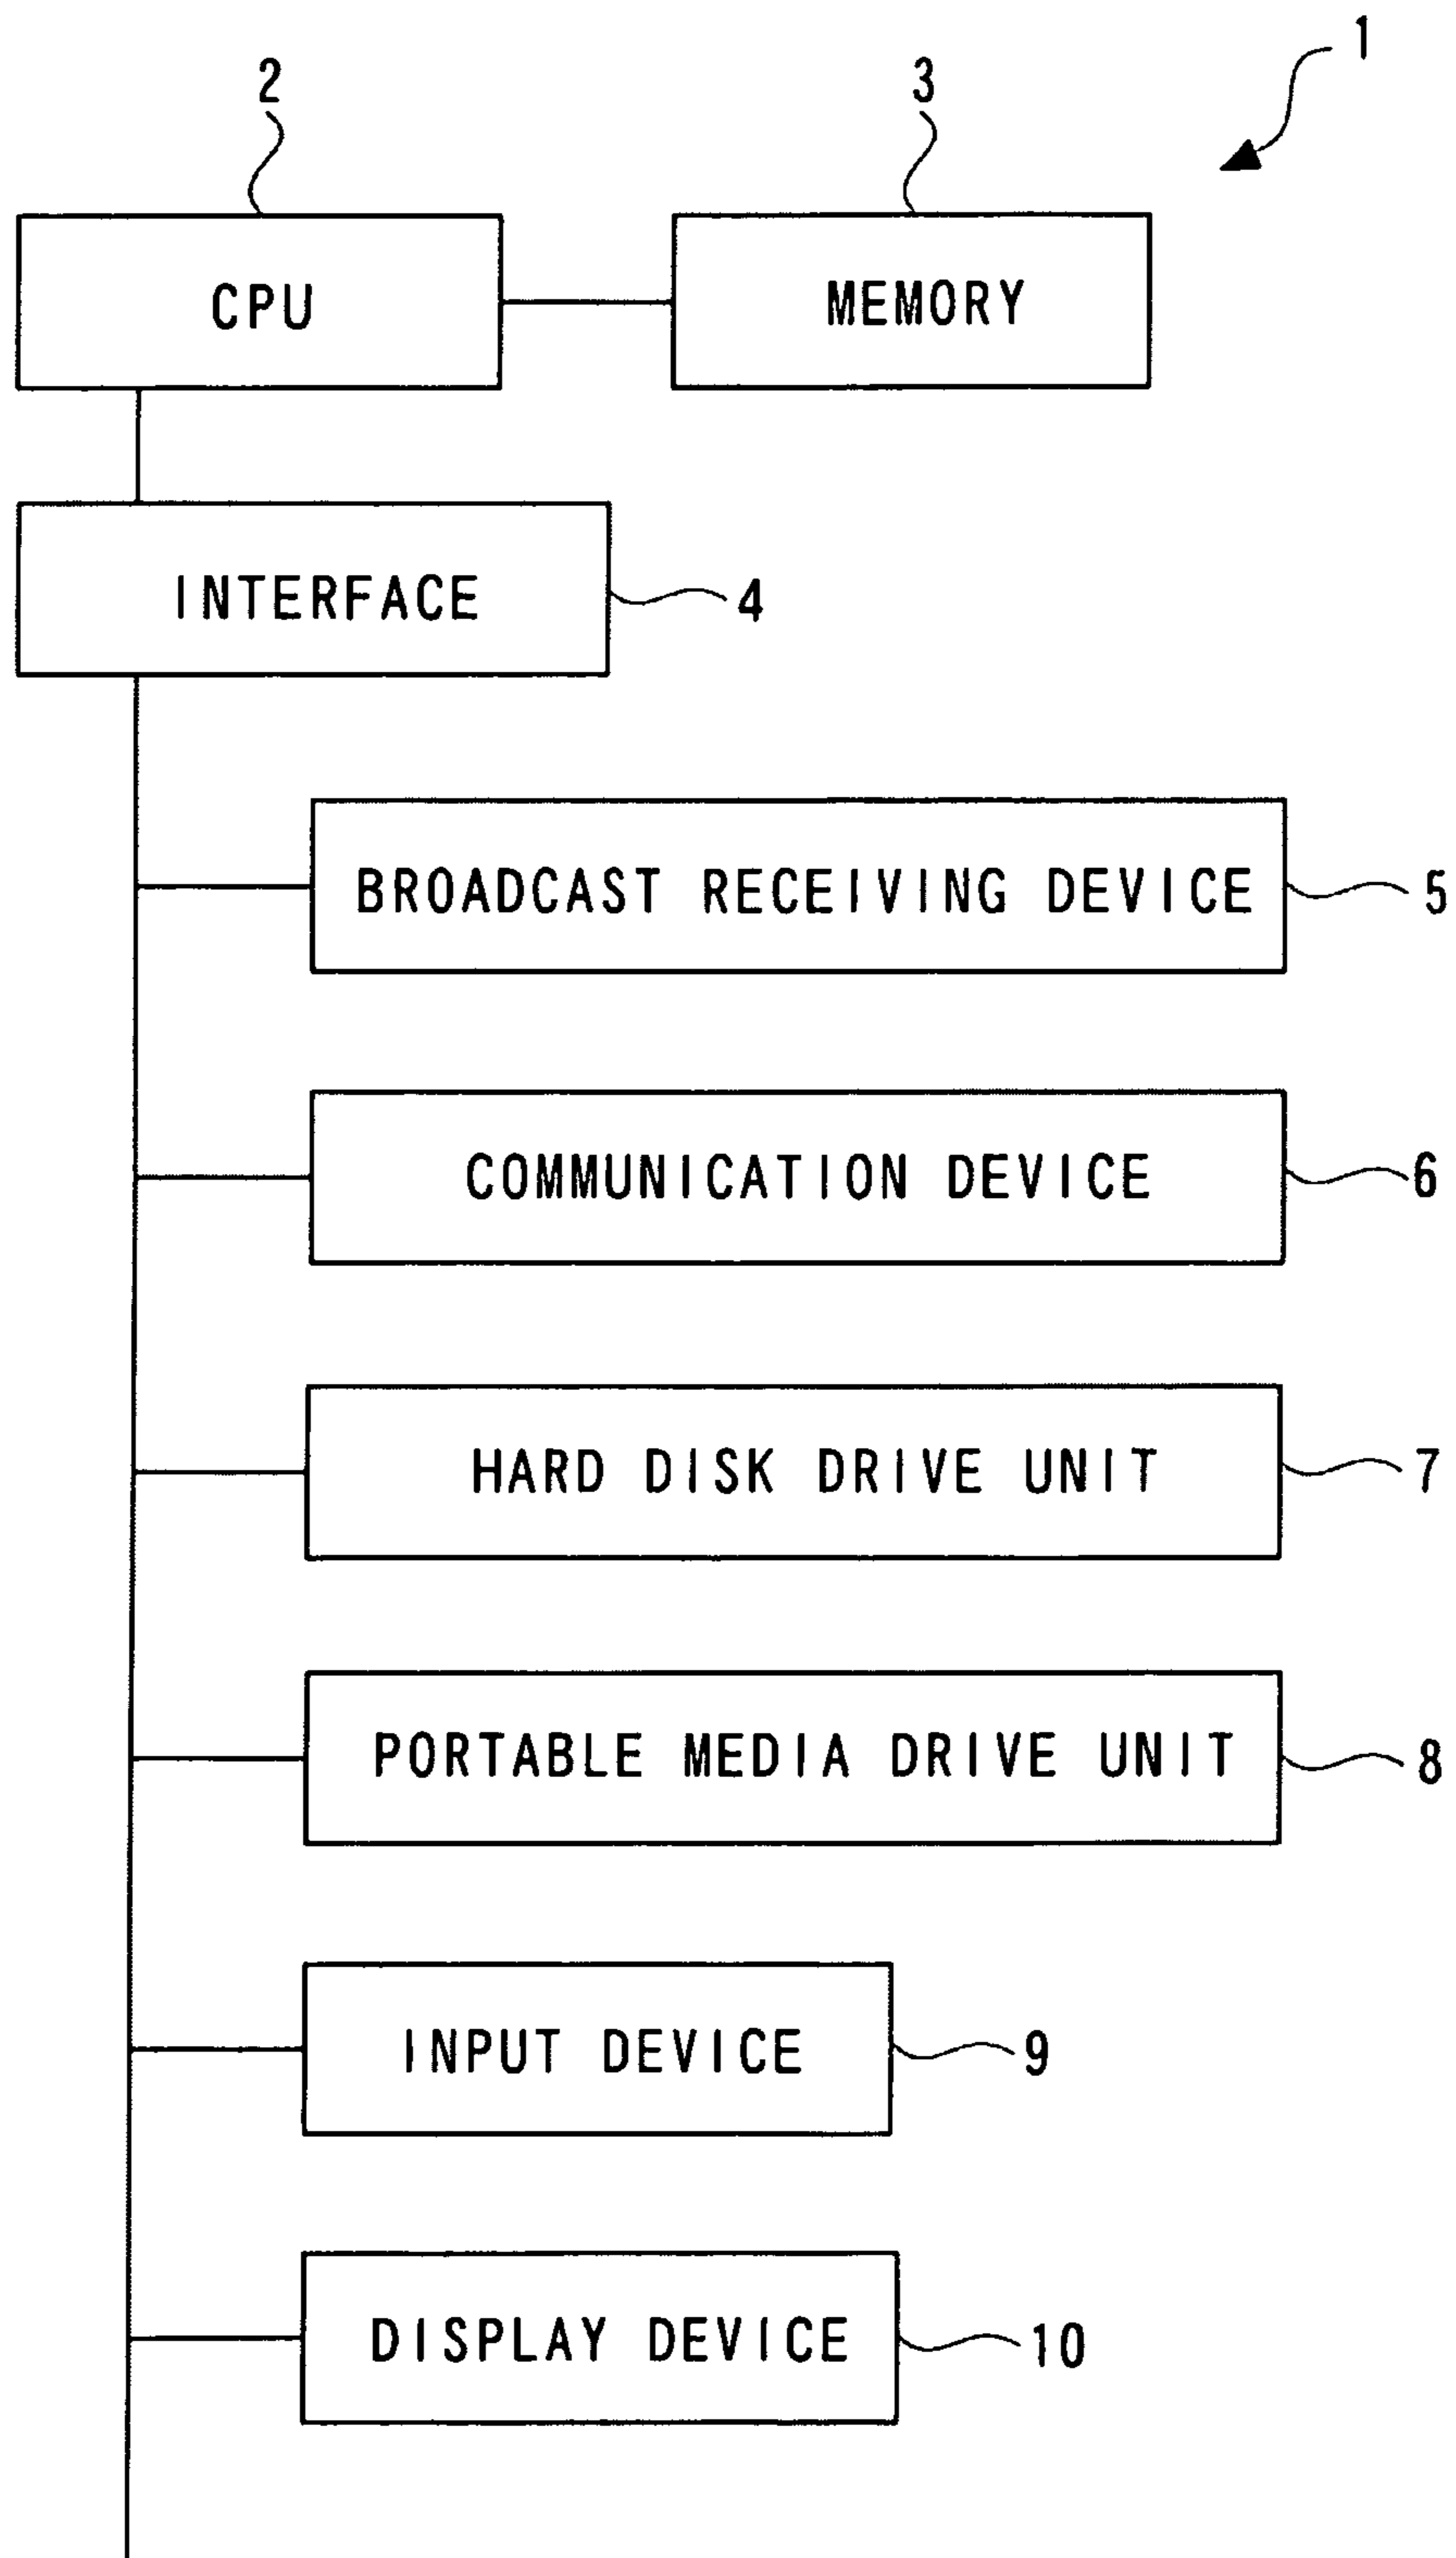 1
2
3
CPU
MEMORY
INTERFACE
4
BROADCAST RECEIVING DEVICE
5
COMMUNICATION DEVICE
6
HARD DISK DRIVE UNIT
7
PORTABLE MEDIA DRIVE UNIT
8
INPUT DEVICE
9
DISPLAY DEVICE
10